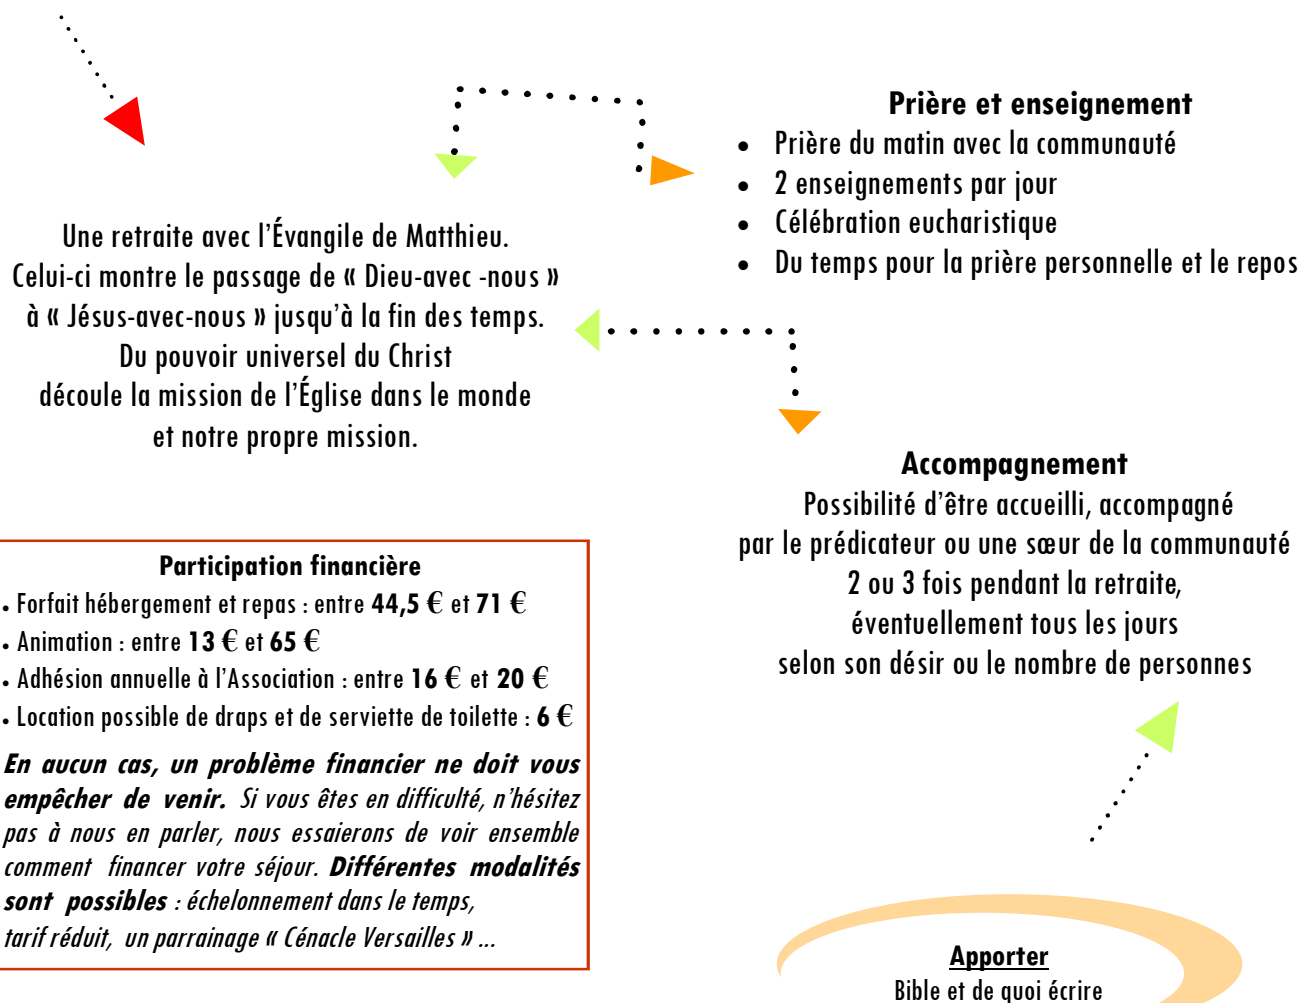 Une retraite avec l’Évangile de Matthieu.
Celui-ci montre le passage de « Dieu-avec -nous »
à « Jésus-avec-nous » jusqu’à la fin des temps.
Du pouvoir universel du Christ
découle la mission de l’Église dans le monde
et notre propre mission.
Prière et enseignement
• Prière du matin avec la communauté
• 2 enseignements par jour
• Célébration eucharistique
• Du temps pour la prière personnelle et le repos
Accompagnement
Possibilité d’être accueilli, accompagné
par le prédicateur ou une sœur de la communauté
2 ou 3 fois pendant la retraite,
éventuellement tous les jours
selon son désir ou le nombre de personnes
Participation financière
• Forfait hébergement et repas : entre 44,5 € et 71 €
• Animation : entre 13 € et 65 €
• Adhésion annuelle à l’Association : entre 16 € et 20 €
• Location possible de draps et de serviette de toilette : 6 €
En aucun cas, un problème financier ne doit vous
empêcher de venir. Si vous êtes en difficulté, n’hésitez
pas à nous en parler, nous essaierons de voir ensemble
comment financer votre séjour. Différentes modalités
sont possibles : échelonnement dans le temps,
tarif réduit, un parrainage « Cénacle Versailles » ...
Apporter
Bible et de quoi écrire